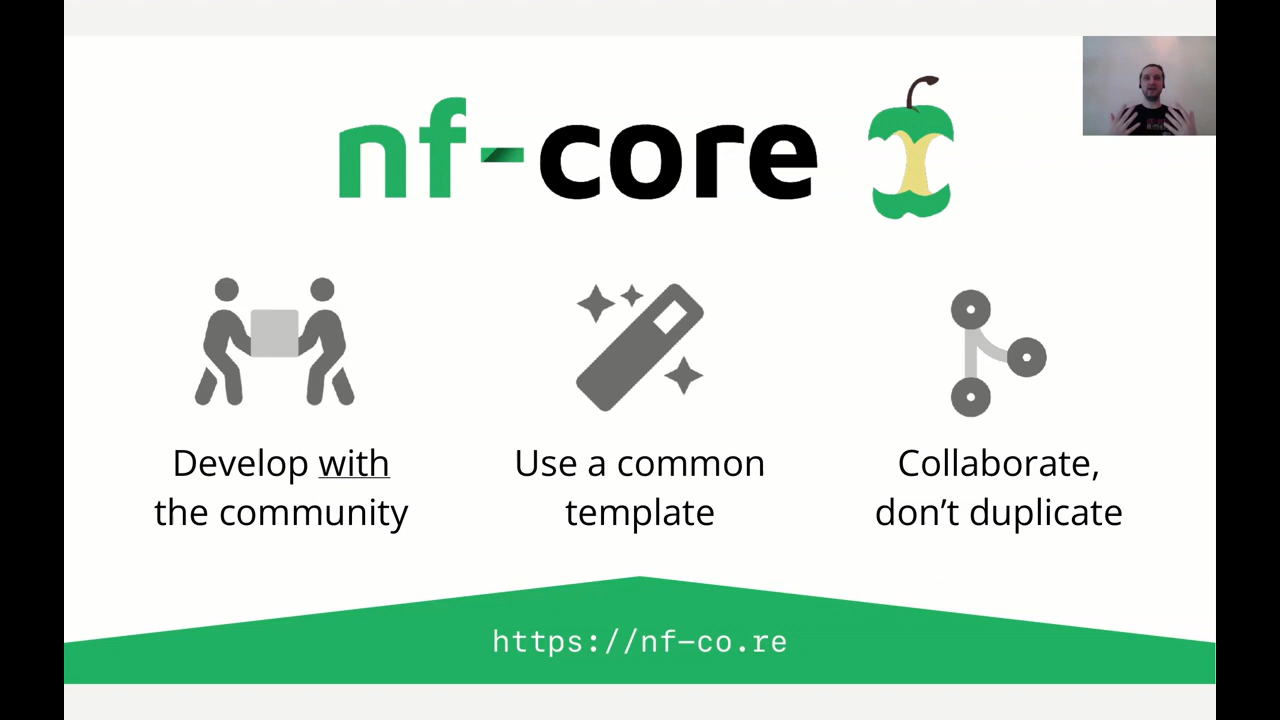 nf-core
Develop with
the community
Use a common
template
Collaborate,
don’t duplicate
https://nf-co.re